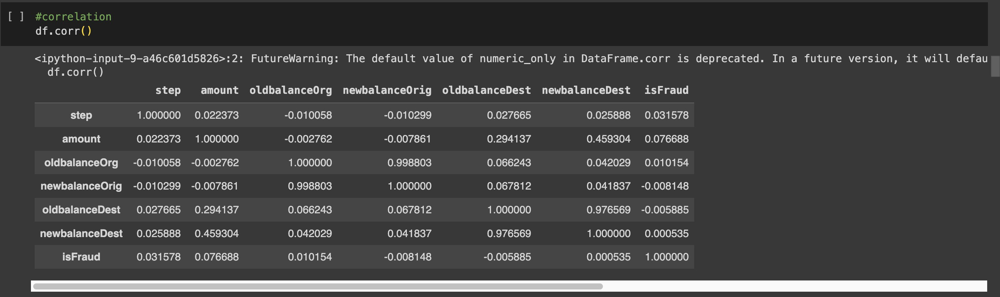 [ ] #correlation
df.corr()
<ipython-input-9-a46c601d5826>:2: FutureWarning: The default value of numeric_only in DataFrame.corr is deprecated. In a future version, it will defau
df.corr()
step amount oldbalanceOrg newbalanceOrig oldbalanceDest newbalanceDest isFraud
step 1.000000 0.022373 -0.010058 -0.010299 0.027665 0.025888 0.031578
amount 0.022373 1.000000 -0.002762 -0.007861 0.294137 0.459304 0.076688
oldbalanceOrg -0.010058 -0.002762 1.000000 0.998803 0.066243 0.042029 0.010154
newbalanceOrig -0.010299 -0.007861 0.998803 1.000000 0.067812 0.041837 -0.008148
oldbalanceDest 0.027665 0.294137 0.066243 0.067812 1.000000 0.976569 -0.005885
newbalanceDest 0.025888 0.459304 0.042029 0.041837 0.976569 1.000000 0.000535
isFraud 0.031578 0.076688 0.010154 -0.008148 -0.005885 0.000535 1.000000